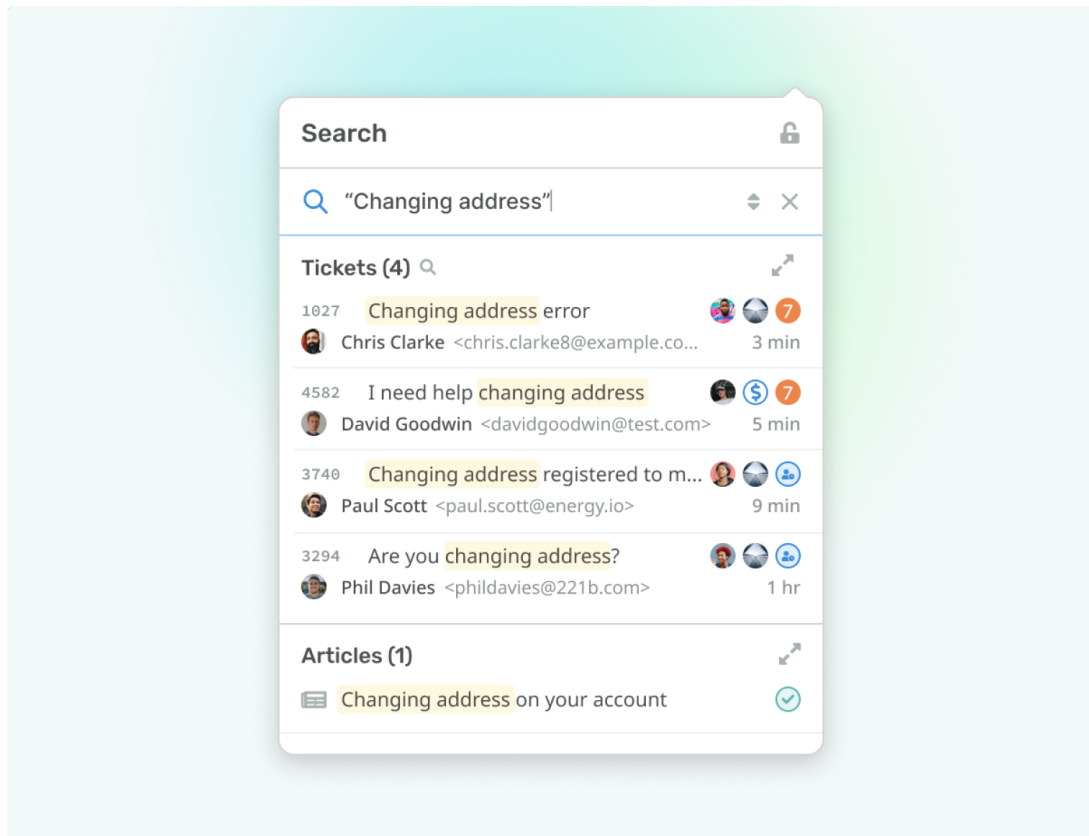 Search
“Changing address”
Tickets (4)
1027 Changing address error 7
Chris Clarke <chris.clarke8@example.co... 3 min
4582 I need help changing address $ 7
David Goodwin <davidgoodwin@test.com> 5 min
3740 Changing address registered to m...
Paul Scott <paul.scott@energy.io> 9 min
3294 Are you changing address?
Phil Davies <phildavies@221b.com> 1 hr
Articles (1)
Changing address on your account